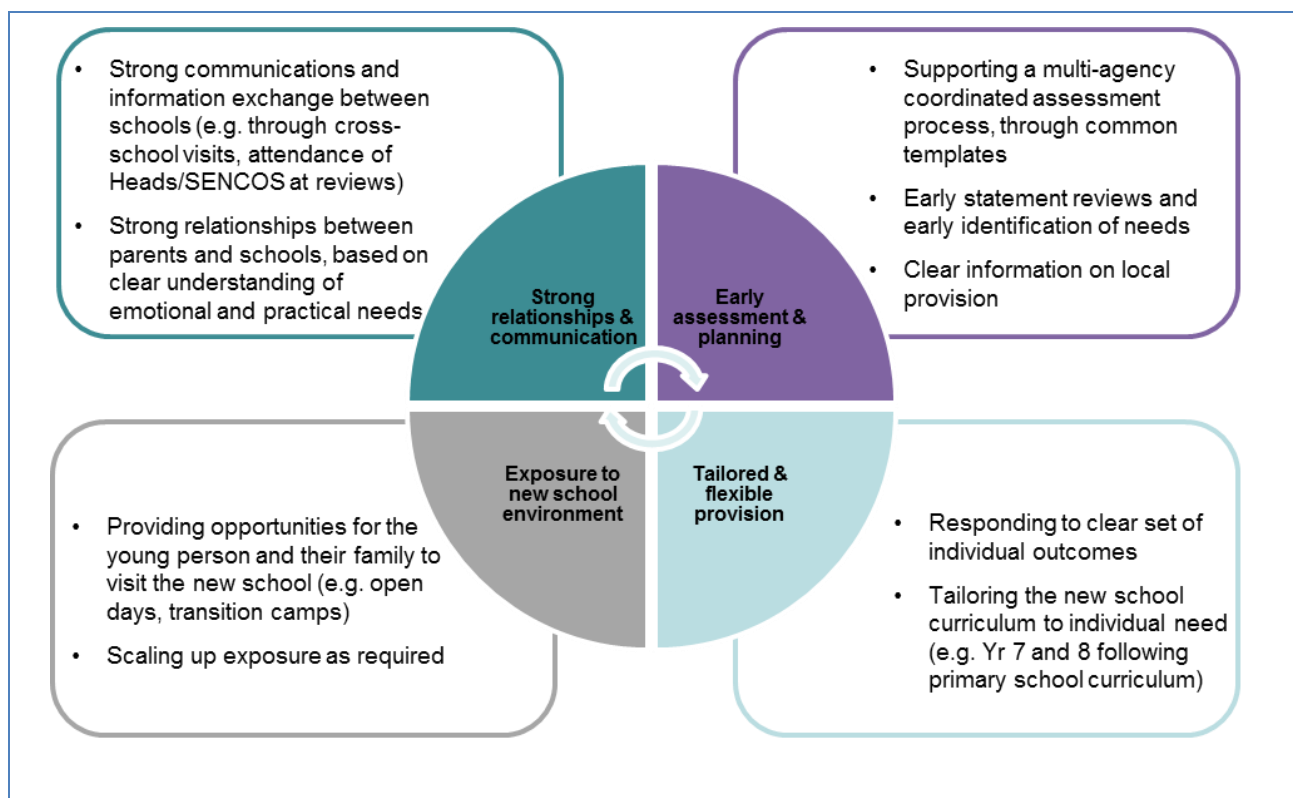 • Strong communications and
information exchange between
schools (e.g. through cross-
school visits, attendance of
Heads/SENCOS at reviews)
• Strong relationships between
parents and schools, based on
clear understanding of
emotional and practical needs
• Supporting a multi-agency
coordinated assessment
process, through common
templates
• Early statement reviews and
early identification of needs
• Clear information on local
provision
Strong
relationships &
communication
Early
assessment &
planning
Exposure to
new school
environment
Tailored &
flexible
provision
• Providing opportunities for the
young person and their family to
visit the new school (e.g. open
days, transition camps)
• Scaling up exposure as required
• Responding to clear set of
individual outcomes
• Tailoring the new school
curriculum to individual need
(e.g. Yr 7 and 8 following
primary school curriculum)